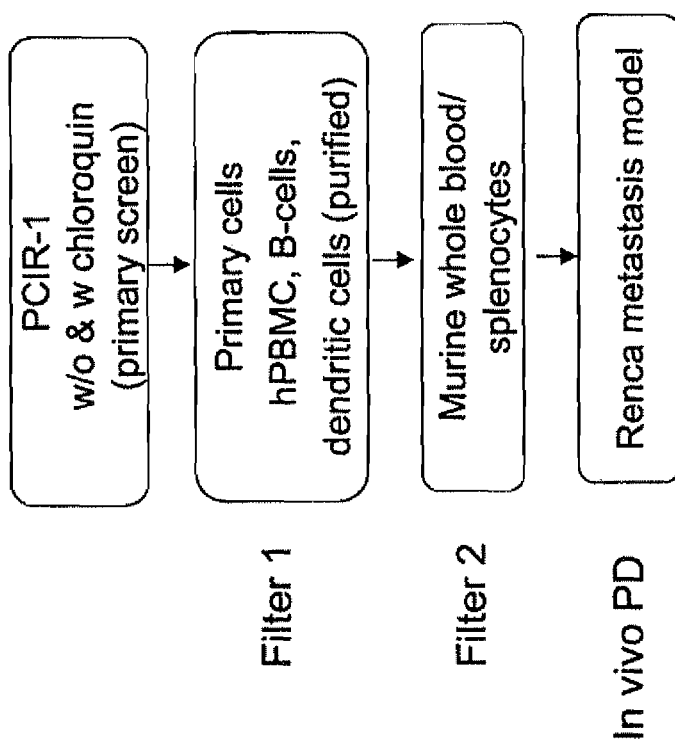 PCIR-1
w/o & w chloroquin
(primary screen)
Filter 1
Primary cells
hPBMC, B-cells,
dendritic cells (purified)
Filter 2
Murine whole blood/
splenocytes
In vivo PD
Renca metastasis model